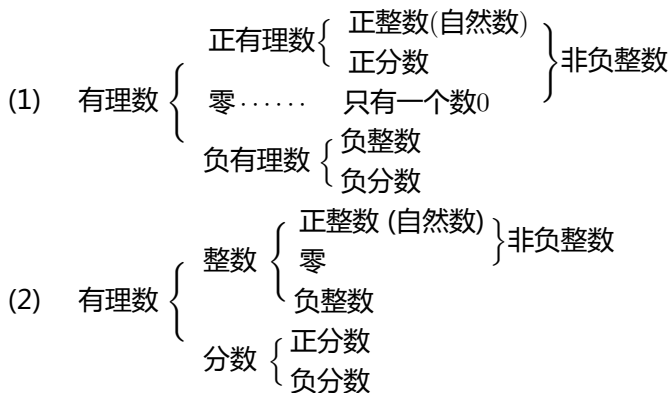 正有理数{ 正整数(自然数)
正分数 }非负整数
(1) 有理数{ 零…… 只有一个数0
负有理数{ 负整数
负分数
整数{ 正整数 (自然数) }非负整数
零
(2) 有理数{ 负整数
分数{ 正分数
负分数